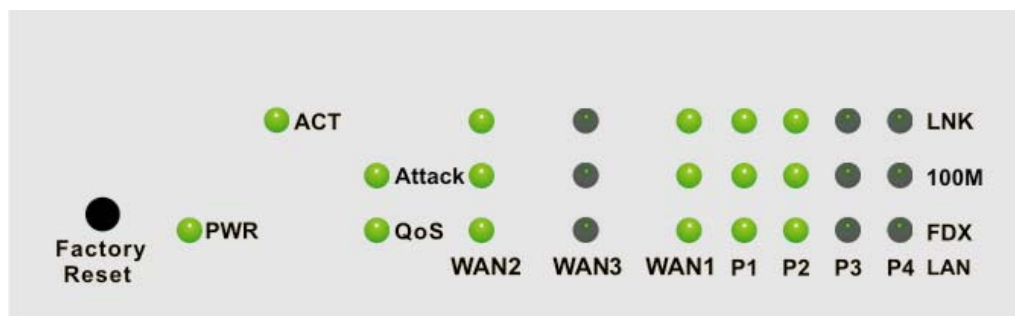 ACT LNK
Attack 100M
PWR QoS FDX
Factory
Reset
WAN2 WAN3 WAN1 P1 P2 P3 P4 LAN